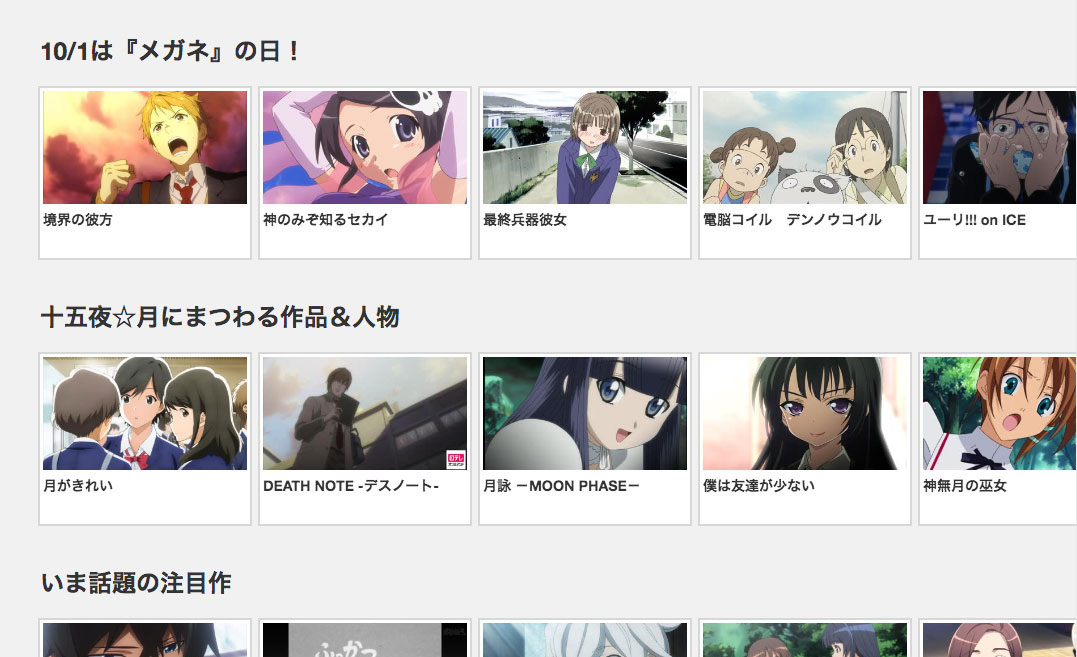 10/1は『メガネ』の日！
境界の彼方
神のみぞ知るセカイ
最終兵器彼女
電脳コイル　デンノウコイル
ユーリ!!! on ICE
十五夜☆月にまつわる作品＆人物
日テレ
月がきれい
DEATH NOTE -デスノート-
月詠 －MOON PHASE－
僕は友達が少ない
神無月の巫女
いま話題の注目作